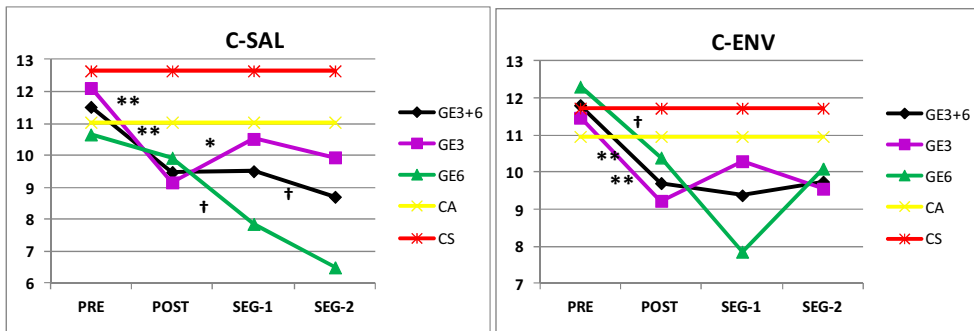 C-SAL
13
12
11
10
9
8
7
6
**
**
*
†
†
PRE POST SEG-1 SEG-2
GE3+6
GE3
GE6
CA
CS
C-ENV
13
12
11
10
9
8
7
†
**
**
PRE POST SEG-1 SEG-2
GE3+6
GE3
GE6
CA
CS